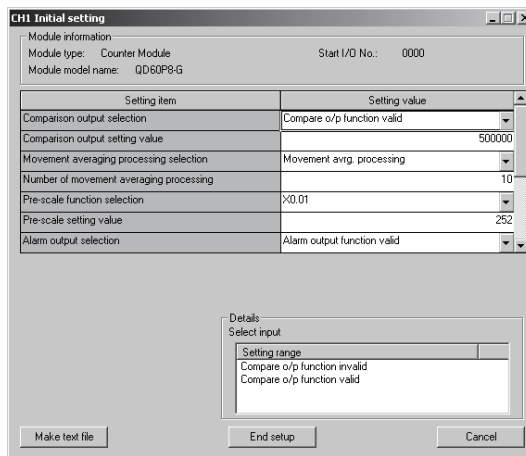 CH1 Initial setting
Module information
Module type: Counter Module Start I/O No.: 0000
Module model name: QD60P8-G
Setting item Setting value
Comparison output selection Compare o/p function valid
Comparison output setting value 500000
Movement averaging processing selection Movement avrg. processing
Number of movement averaging processing 10
Pre-scale function selection X0.01
Pre-scale setting value 252
Alarm output selection Alarm output function valid
Details
Select input
Setting range
Compare o/p function invalid
Compare o/p function valid
Make text file End setup Cancel